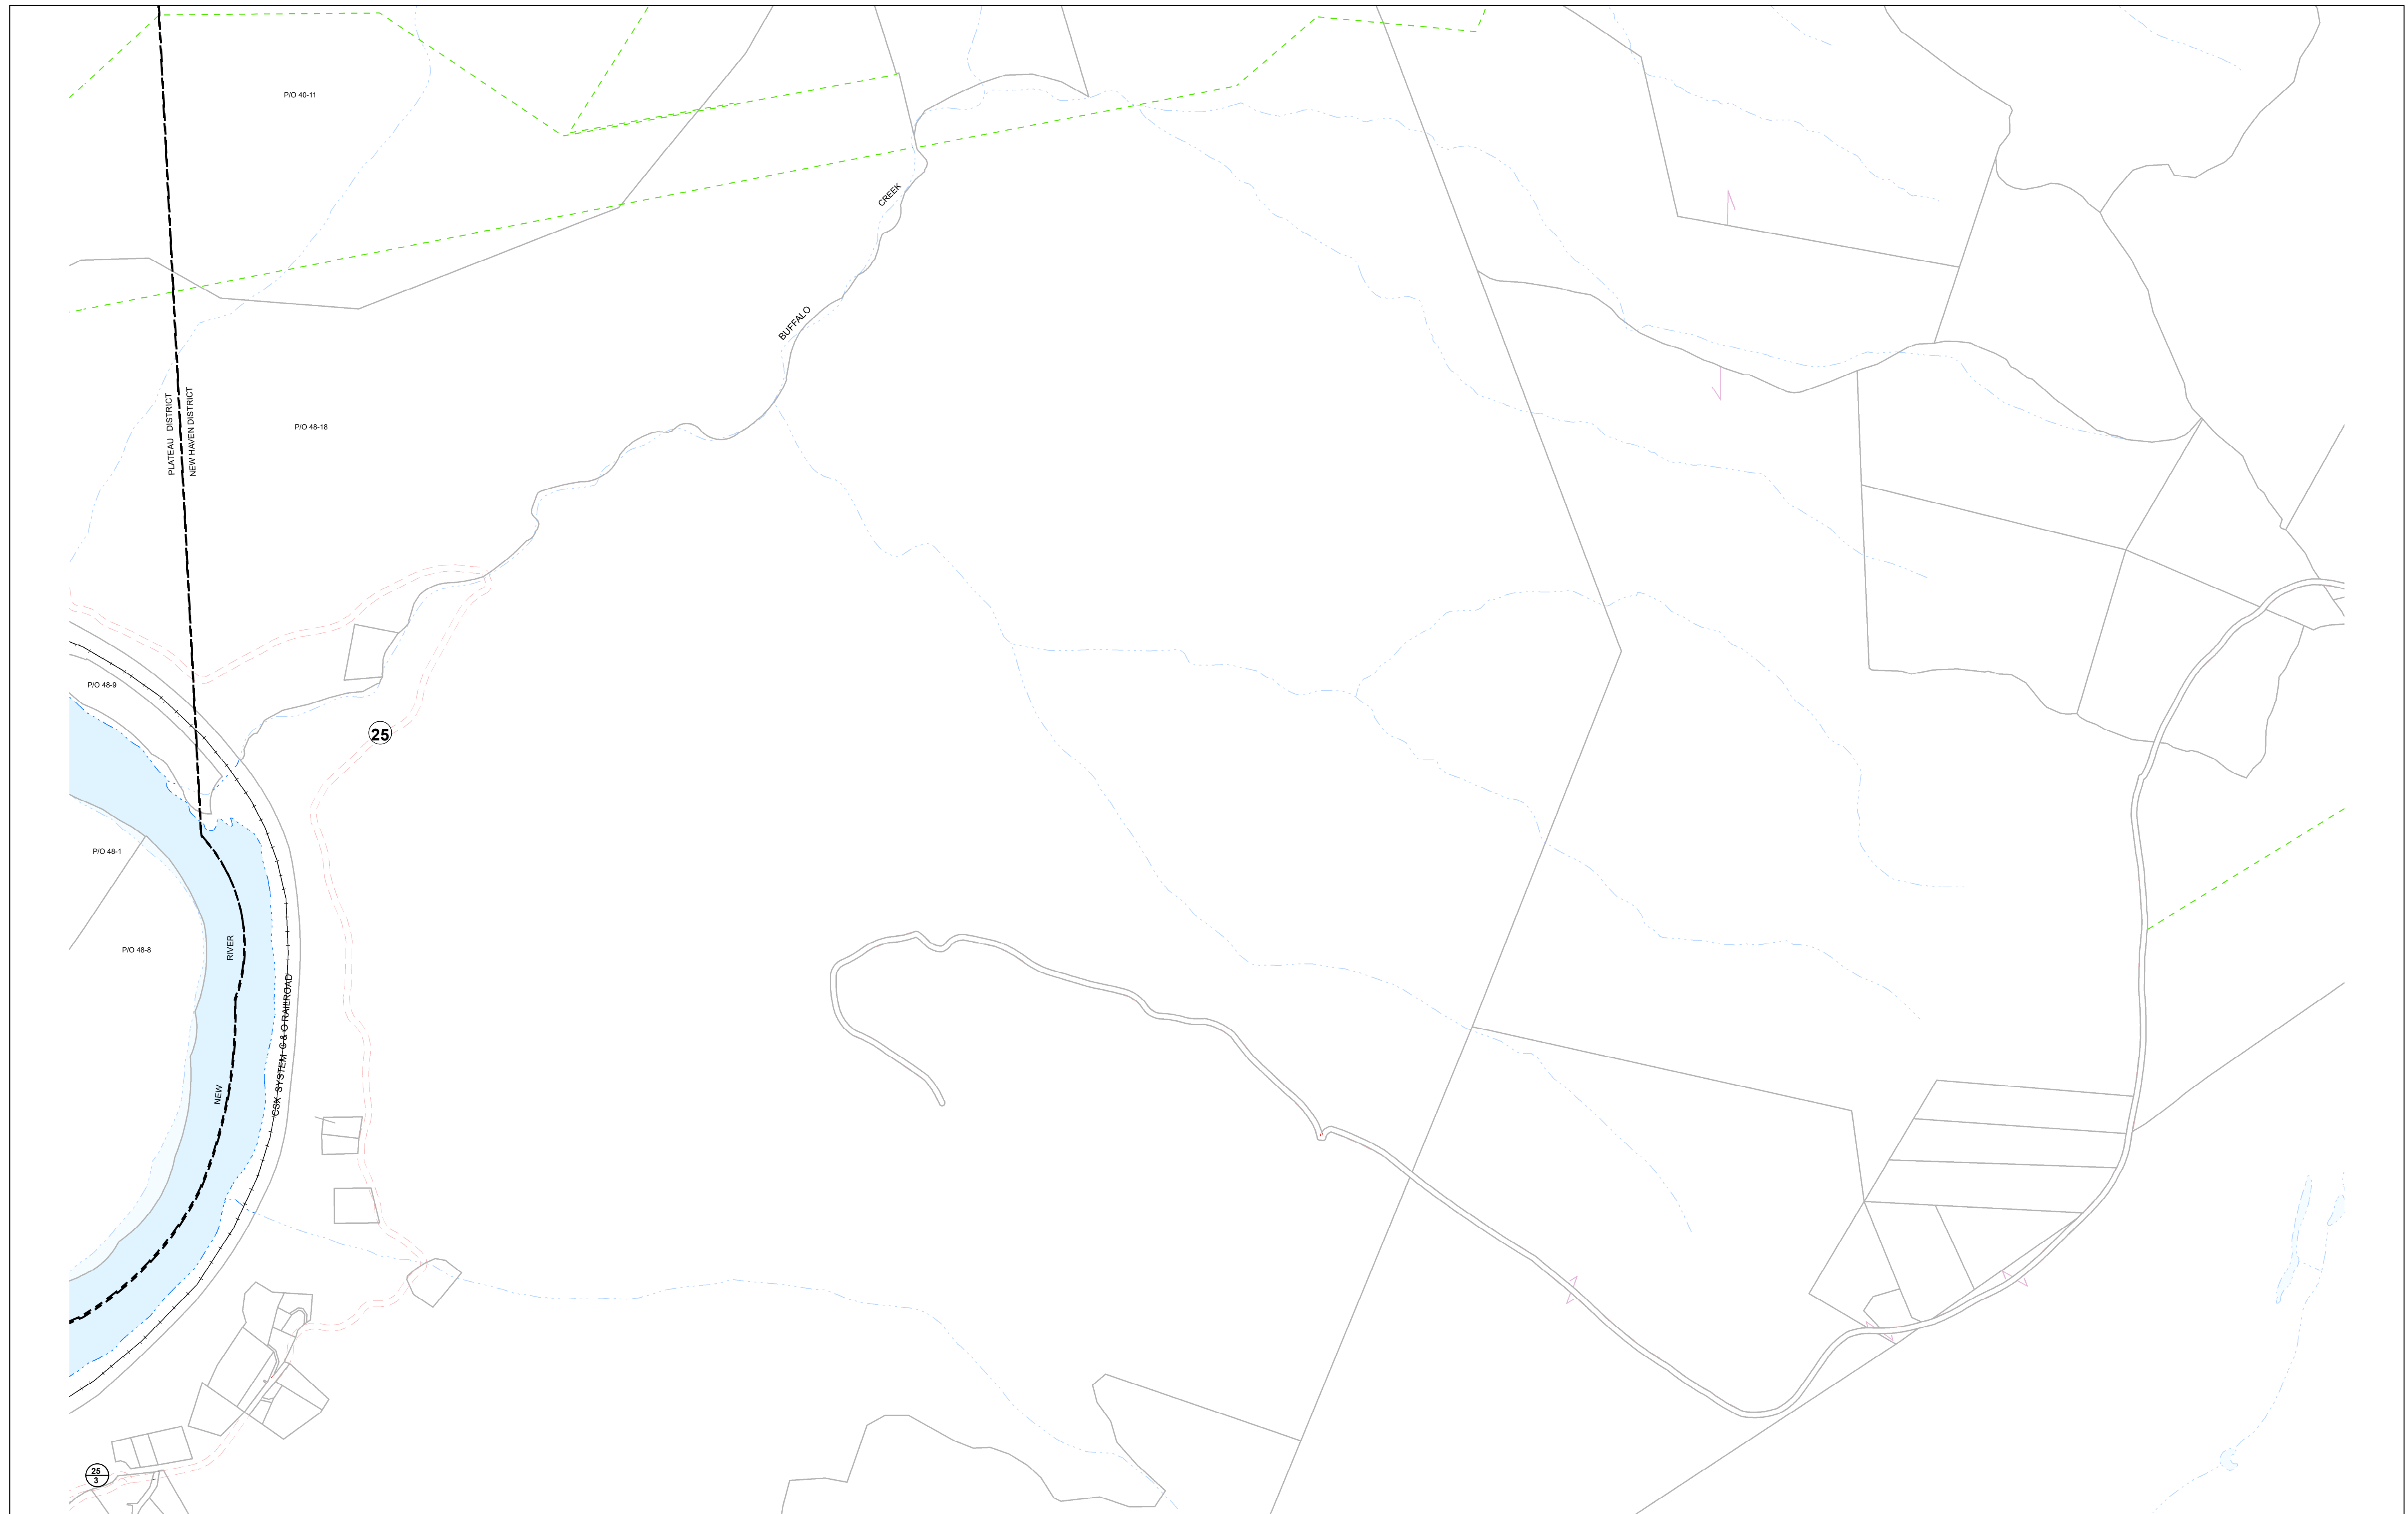 P/O 40-11
CREEK
BUFFALO
PLATEAU DISTRICT
NEW HAVEN DISTRICT
P/O 48-18
P/O 48-9
25
P/O 48-1
P/O 48-8
RIVER
NEW
CSX SYSTEM C & O RAILROAD
25
3